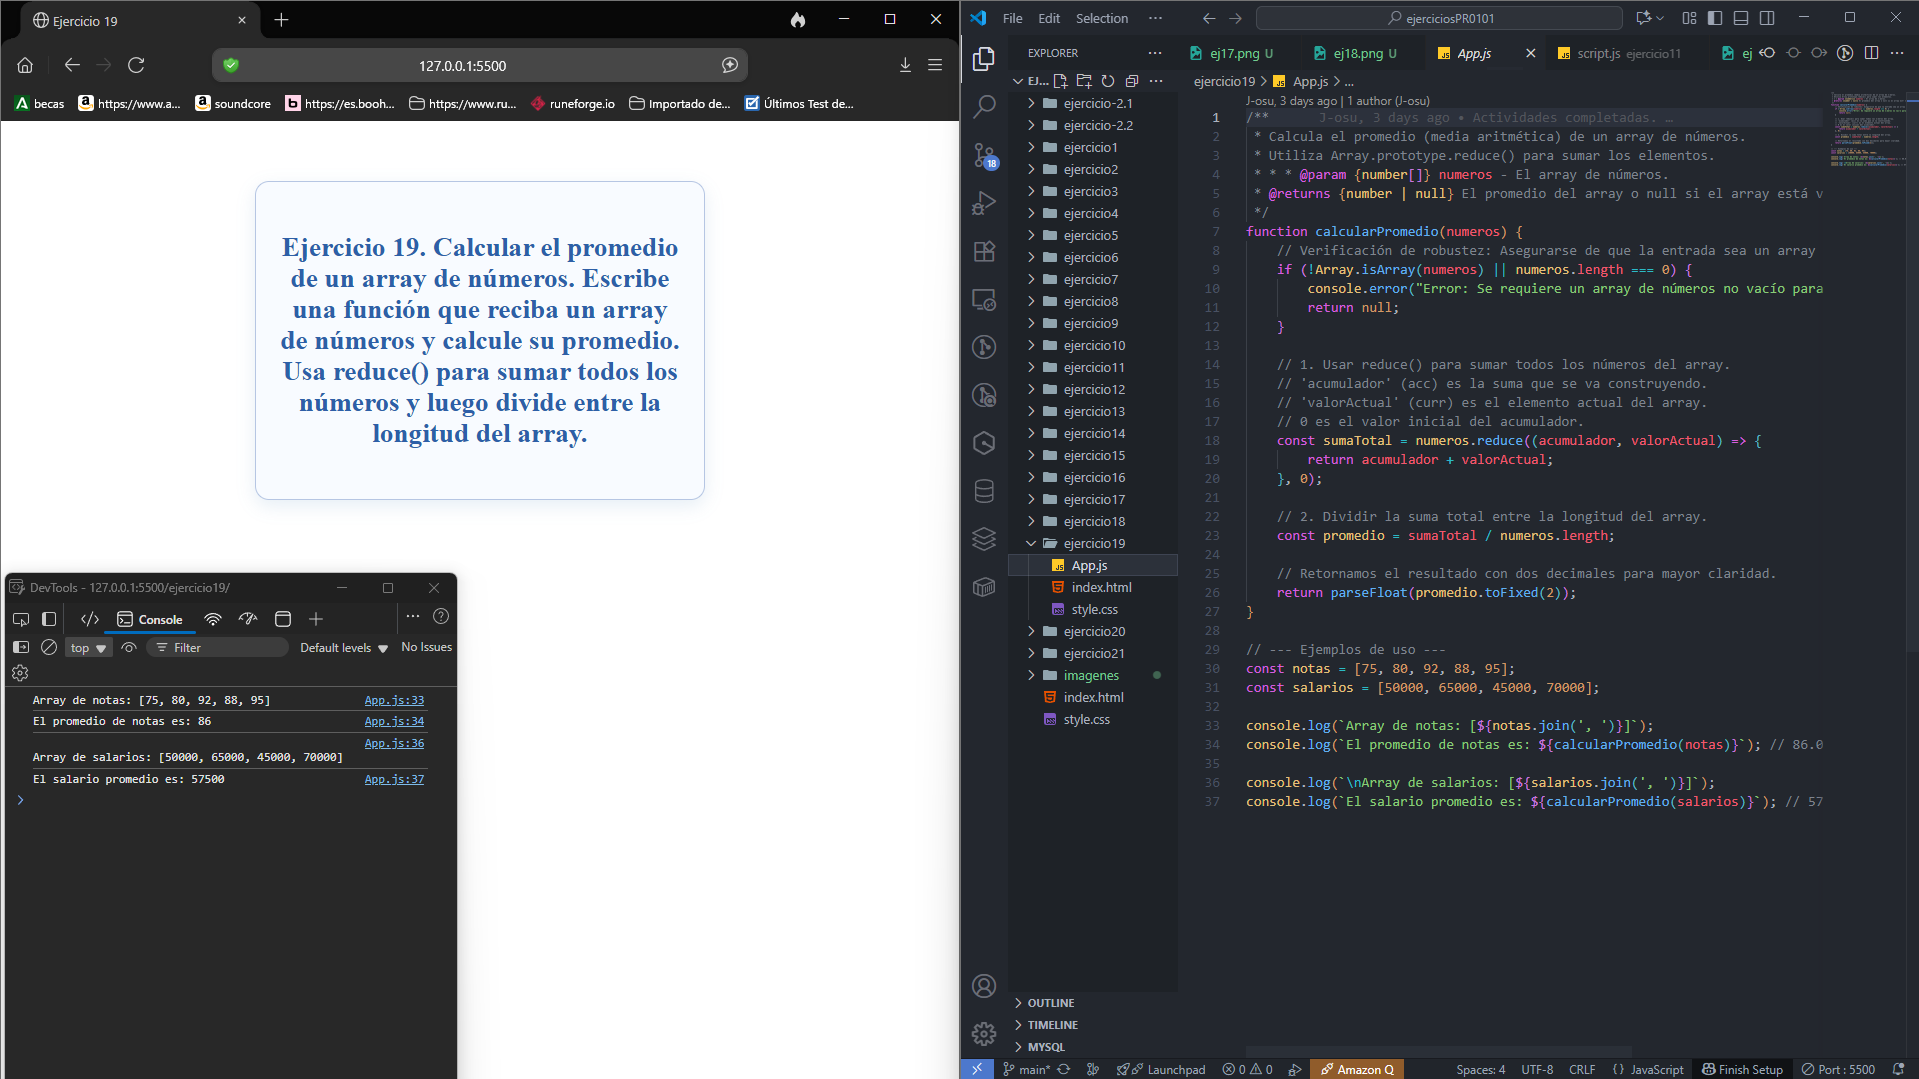 Ejercicio 19
127.0.0.1:5500
becas
https://www.a...
soundcore
https://es.booh...
https://www.ru...
runeforge.io
Importado de...
Últimos Test de...
Ejercicio 19. Calcular el promedio
de un array de números. Escribe
una función que reciba un array
de números y calcule su promedio.
Usa reduce() para sumar todos los
números y luego divide entre la
longitud del array.
DevTools - 127.0.0.1:5500/ejercicio19/
Console
top
Filter
Default levels
No Issues
Array de notas: [75, 80, 92, 88, 95] App.js:33
El promedio de notas es: 86 App.js:34
App.js:36
Array de salarios: [50000, 65000, 45000, 70000]
El salario promedio es: 57500 App.js:37
File Edit Selection ...
ejerciciosPR0101
EXPLORER
EJ...
18
ejercicio-2.1
ejercicio-2.2
ejercicio1
ejercicio2
ejercicio3
ejercicio4
ejercicio5
ejercicio6
ejercicio7
ejercicio8
ejercicio9
ejercicio10
ejercicio11
ejercicio12
ejercicio13
ejercicio14
ejercicio15
ejercicio16
ejercicio17
ejercicio18
ejercicio19
App.js
index.html
style.css
ejercicio20
ejercicio21
imagenes
index.html
style.css
OUTLINE
TIMELINE
MYSQL
ej17.png U
ej18.png U
App.js
script.js ejercicio11
ej
ejercicio19 > App.js > ...
J-osu, 3 days ago | 1 author (J-osu)
1 /** J-osu, 3 days ago • Actividades completadas. …
2 * Calcula el promedio (media aritmética) de un array de números.
3 * Utiliza Array.prototype.reduce() para sumar los elementos.
4 * * * @param {number[]} numeros - El array de números.
5 * @returns {number | null} El promedio del array o null si el array está v
6 */
7 function calcularPromedio(numeros) {
8 // Verificación de robustez: Asegurarse de que la entrada sea un array
9 if (!Array.isArray(numeros) || numeros.length === 0) {
10 console.error("Error: Se requiere un array de números no vacío para
11 return null;
12 }
13
14 // 1. Usar reduce() para sumar todos los números del array.
15 // 'acumulador' (acc) es la suma que se va construyendo.
16 // 'valorActual' (curr) es el elemento actual del array.
17 // 0 es el valor inicial del acumulador.
18 const sumaTotal = numeros.reduce((acumulador, valorActual) => {
19 return acumulador + valorActual;
20 }, 0);
21
22 // 2. Dividir la suma total entre la longitud del array.
23 const promedio = sumaTotal / numeros.length;
24
25 // Retornamos el resultado con dos decimales para mayor claridad.
26 return parseFloat(promedio.toFixed(2));
27 }
28
29 // --- Ejemplos de uso ---
30 const notas = [75, 80, 92, 88, 95];
31 const salarios = [50000, 65000, 45000, 70000];
32
33 console.log(`Array de notas: [${notas.join(', ')}]`);
34 console.log(`El promedio de notas es: ${calcularPromedio(notas)}`); // 86.0
35
36 console.log(`\nArray de salarios: [${salarios.join(', ')}]`);
37 console.log(`El salario promedio es: ${calcularPromedio(salarios)}`); // 57
main*
Launchpad
0 0
Amazon Q
Spaces: 4
UTF-8
CRLF
{ } JavaScript
Finish Setup
Port : 5500